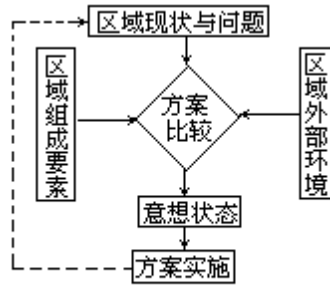 区域现状与问题
区域组成要素
方案
比较
区域外部环境
意想状态
方案实施